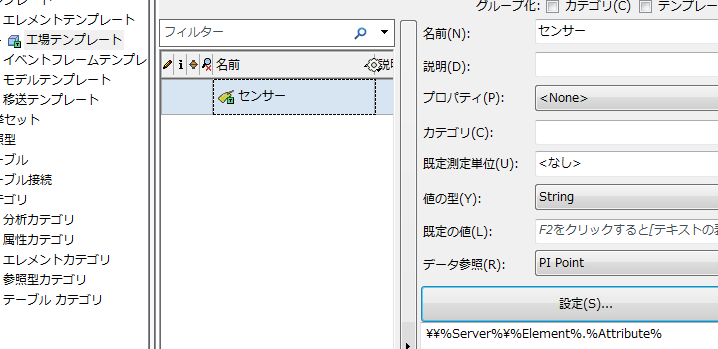 エレメントテンプレート
工場テンプレート
イベントフレームテンプレ
モデルテンプレート
移送テンプレート
セット
型
ーブル
ーブル接続
テゴリ
分析カテゴリ
属性カテゴリ
エレメントカテゴリ
参照型カテゴリ
テーブル カテゴリ
フィルター
名前
説明
センサー
グループ化: カテゴリ(C) テンプレー
名前(N): センサー
説明(D):
プロパティ(P): <None>
カテゴリ(C):
既定測定単位(U): <なし>
値の型(Y): String
既定の値(L): F2をクリックすると[テキストの表
データ参照(R): PI Point
設定(S)...
¥¥%Server%¥%Element%.%Attribute%